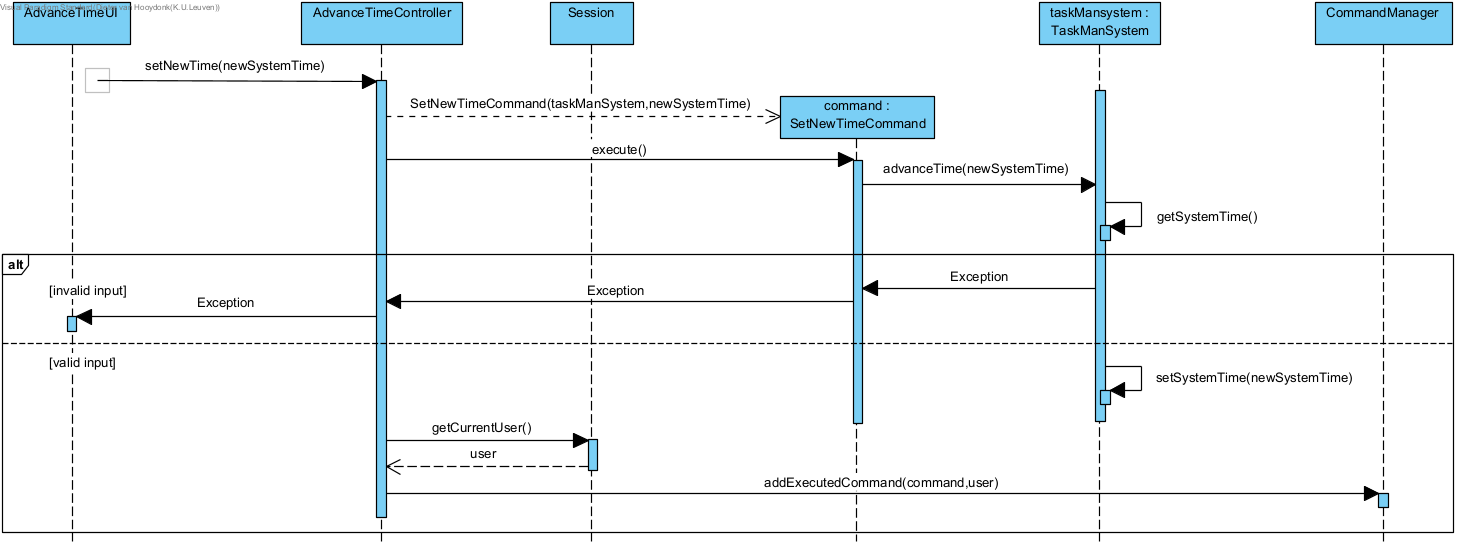 Visual Paradigm Standard(Dieter van Hooydonk(K.U.Leuven))
AdvanceTimeUI
AdvanceTimeController
Session
taskMansystem :
TaskManSystem
CommandManager
setNewTime(newSystemTime)
SetNewTimeCommand(taskManSystem,newSystemTime)
command :
SetNewTimeCommand
execute()
advanceTime(newSystemTime)
getSystemTime()
alt
[invalid input]
Exception
Exception
Exception
[valid input]
setSystemTime(newSystemTime)
getCurrentUser()
user
addExecutedCommand(command,user)